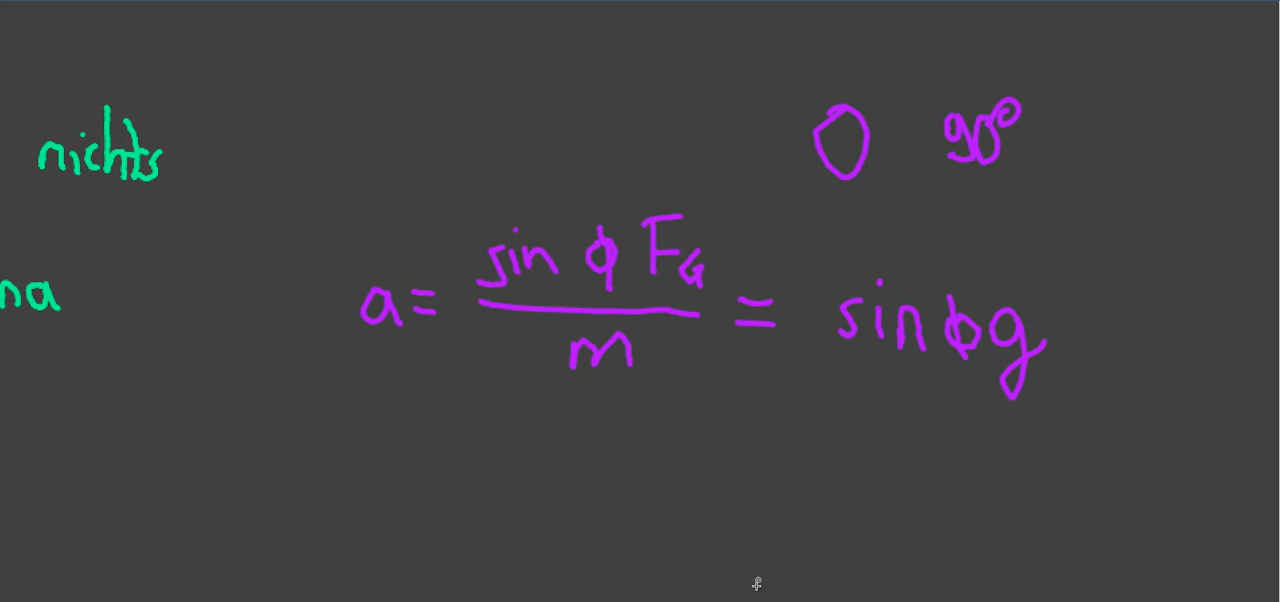 nichts
0 90°
na
a = sin ϕ F_G / m = sin ϕ g